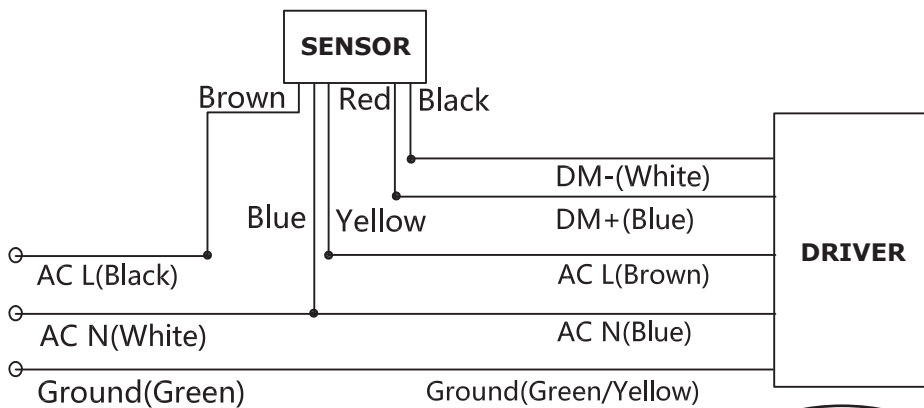 SENSOR
Brown Red Black
DM-(White)
Blue Yellow DM+(Blue)
DRIVER
AC L(Black) AC L(Brown)
AC N(White) AC N(Blue)
Ground(Green) Ground(Green/Yellow)